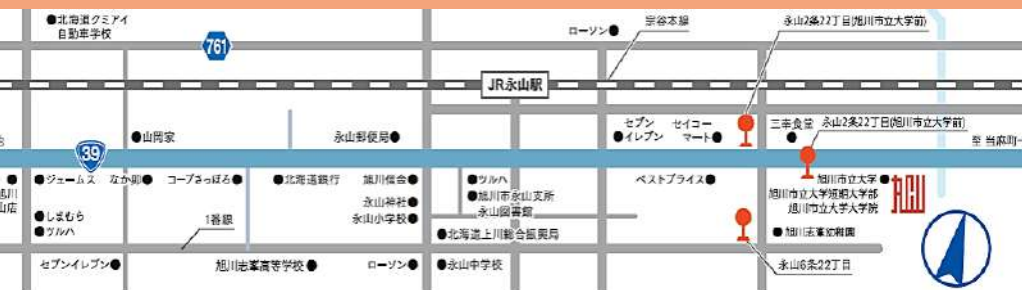 ●北海道クミアイ
自動車学校
761
ローソン●
宗谷本線
永山2条22丁目(旭川市立大学前)
JR永山駅
●山岡家
永山郵便局●
セブン
●イレブン
セイコー
マート●
三幸食堂
●
永山2条22丁目(旭川市立大学前)
39
至 当麻町
●ジェームス
なか卯●
コープさっぽろ●
●北海道銀行
旭川信金●
●ツルハ
ベストプライス●
旭川市立大学●
旭川市立大学短期大学部
旭川市立大学大学院
旭川
山店
●しまむら
●ツルハ
1番線
永山神社●
永山小学校●
●旭川市永山支所
永山図書館
●北海道上川総合振興局
●旭川志峯幼稚園
セブンイレブン●
旭川志峯高等学校●
ローソン●
●永山中学校
永山6条22丁目